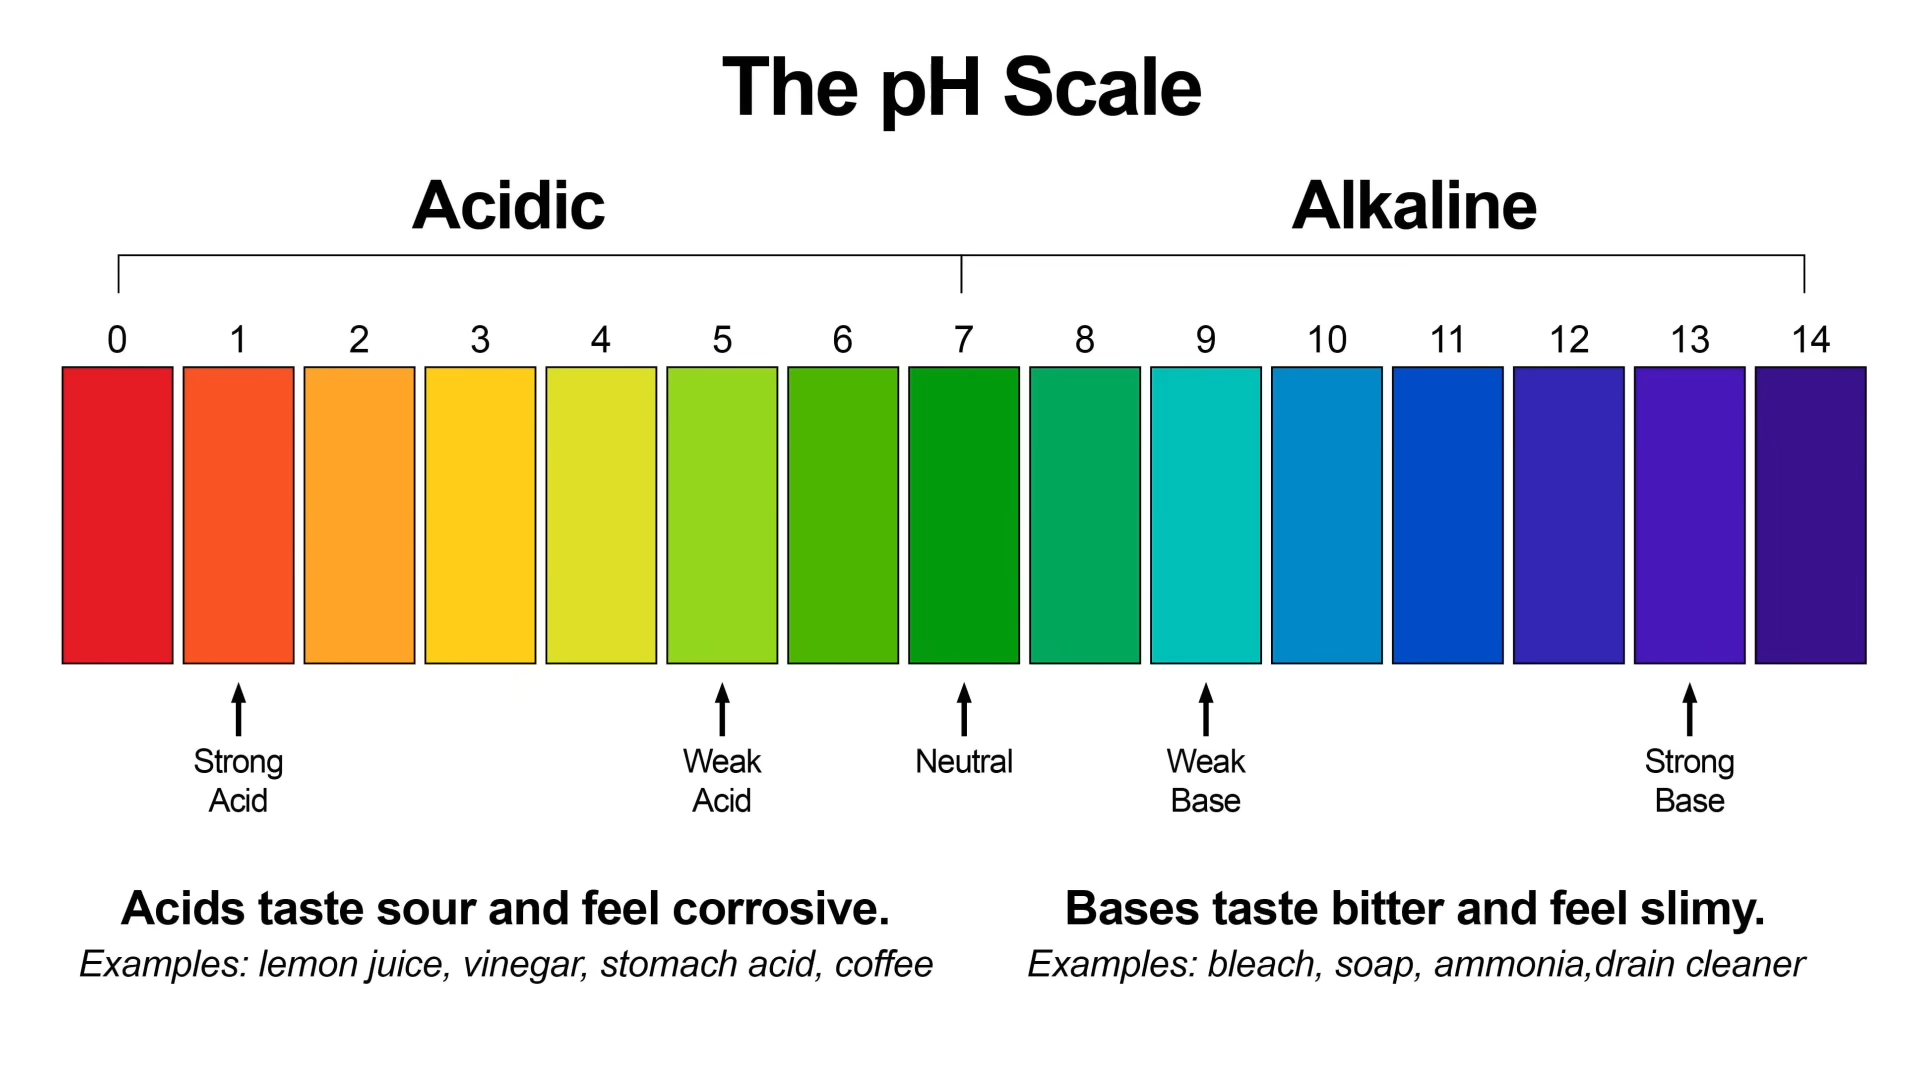 The pH Scale
Acidic Alkaline
0 1 2 3 4 5 6 7 8 9 10 11 12 13 14
Strong Acid
Weak Acid
Neutral
Weak Base
Strong Base
Acids taste sour and feel corrosive.
Examples: lemon juice, vinegar, stomach acid, coffee
Bases taste bitter and feel slimy.
Examples: bleach, soap, ammonia,drain cleaner